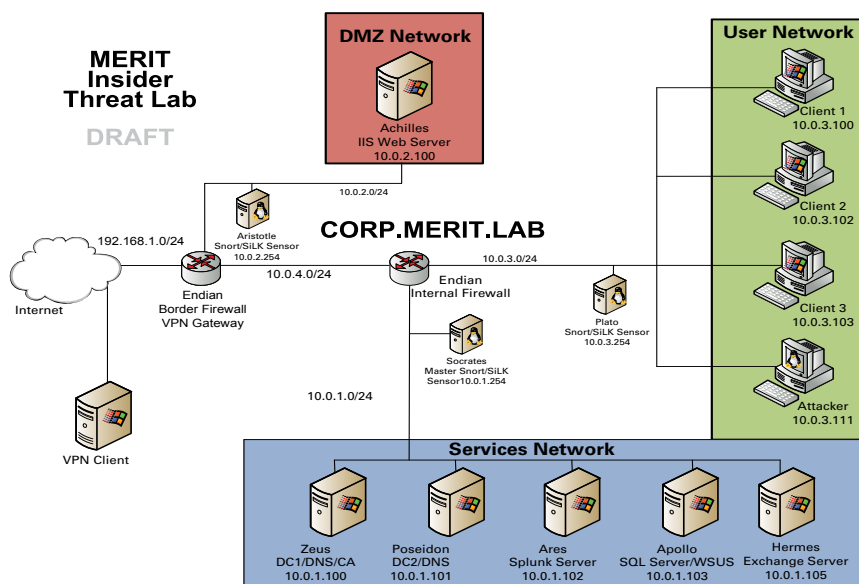 MERIT
Insider
Threat Lab
DRAFT
DMZ Network
Achilles
IIS Web Server
10.0.2.100
User Network
Client 1
10.0.3.100
Client 2
10.0.3.102
Client 3
10.0.3.103
Attacker
10.0.3.111
10.0.2.0/24
Aristotle
Snort/SiLK Sensor
10.0.2.254
CORP.MERIT.LAB
192.168.1.0/24
Internet
Endian
Border Firewall
VPN Gateway
10.0.4.0/24
Endian
Internal Firewall
10.0.3.0/24
Plato
Snort/SiLK Sensor
10.0.3.254
Socrates
Master Snort/SiLK
Sensor10.0.1.254
10.0.1.0/24
VPN Client
Services Network
Zeus
DC1/DNS/CA
10.0.1.100
Poseidon
DC2/DNS
10.0.1.101
Ares
Splunk Server
10.0.1.102
Apollo
SQL Server/WSUS
10.0.1.103
Hermes
Exchange Server
10.0.1.105